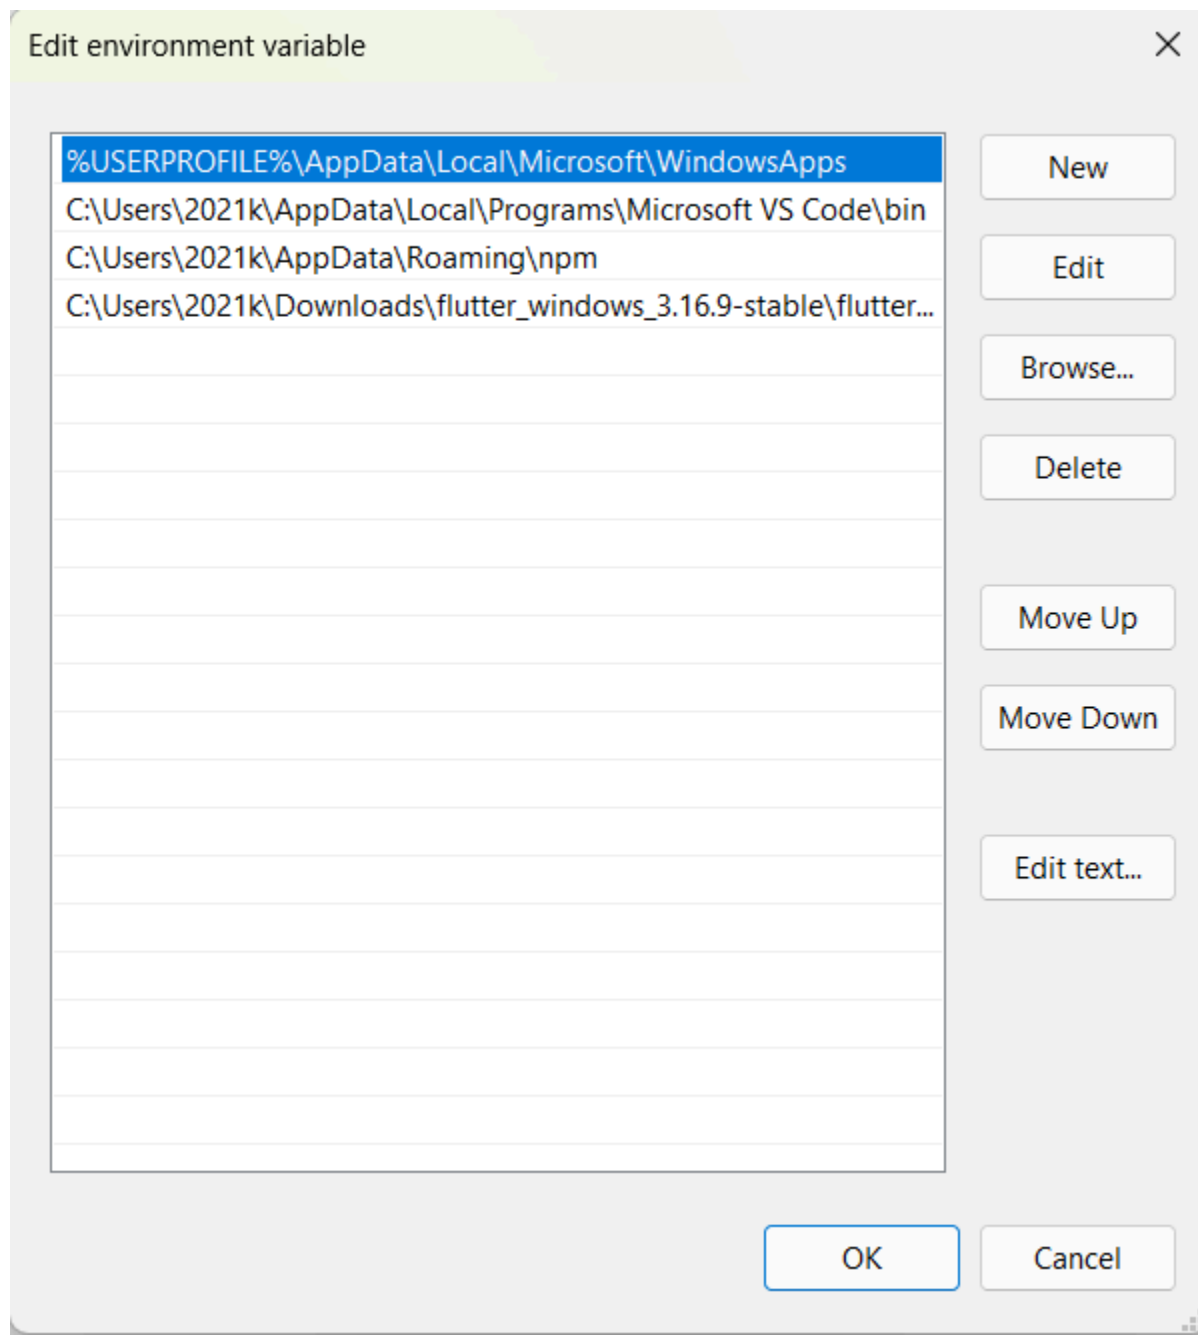 Edit environment variable
%USERPROFILE%\AppData\Local\Microsoft\WindowsApps
C:\Users\2021k\AppData\Local\Programs\Microsoft VS Code\bin
C:\Users\2021k\AppData\Roaming\npm
C:\Users\2021k\Downloads\flutter_windows_3.16.9-stable\flutter...
New
Edit
Browse...
Delete
Move Up
Move Down
Edit text...
OK
Cancel